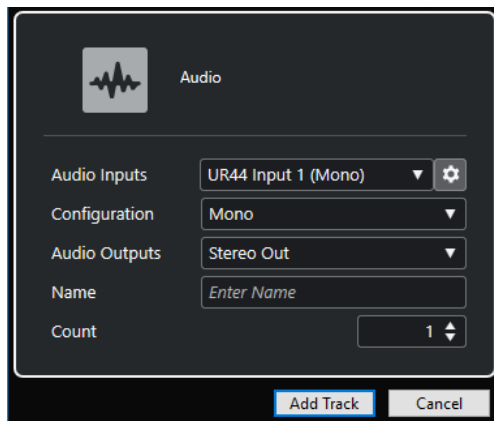 Audio
Audio Inputs UR44 Input 1 (Mono)
Configuration Mono
Audio Outputs Stereo Out
Name Enter Name
Count 1
Add Track Cancel